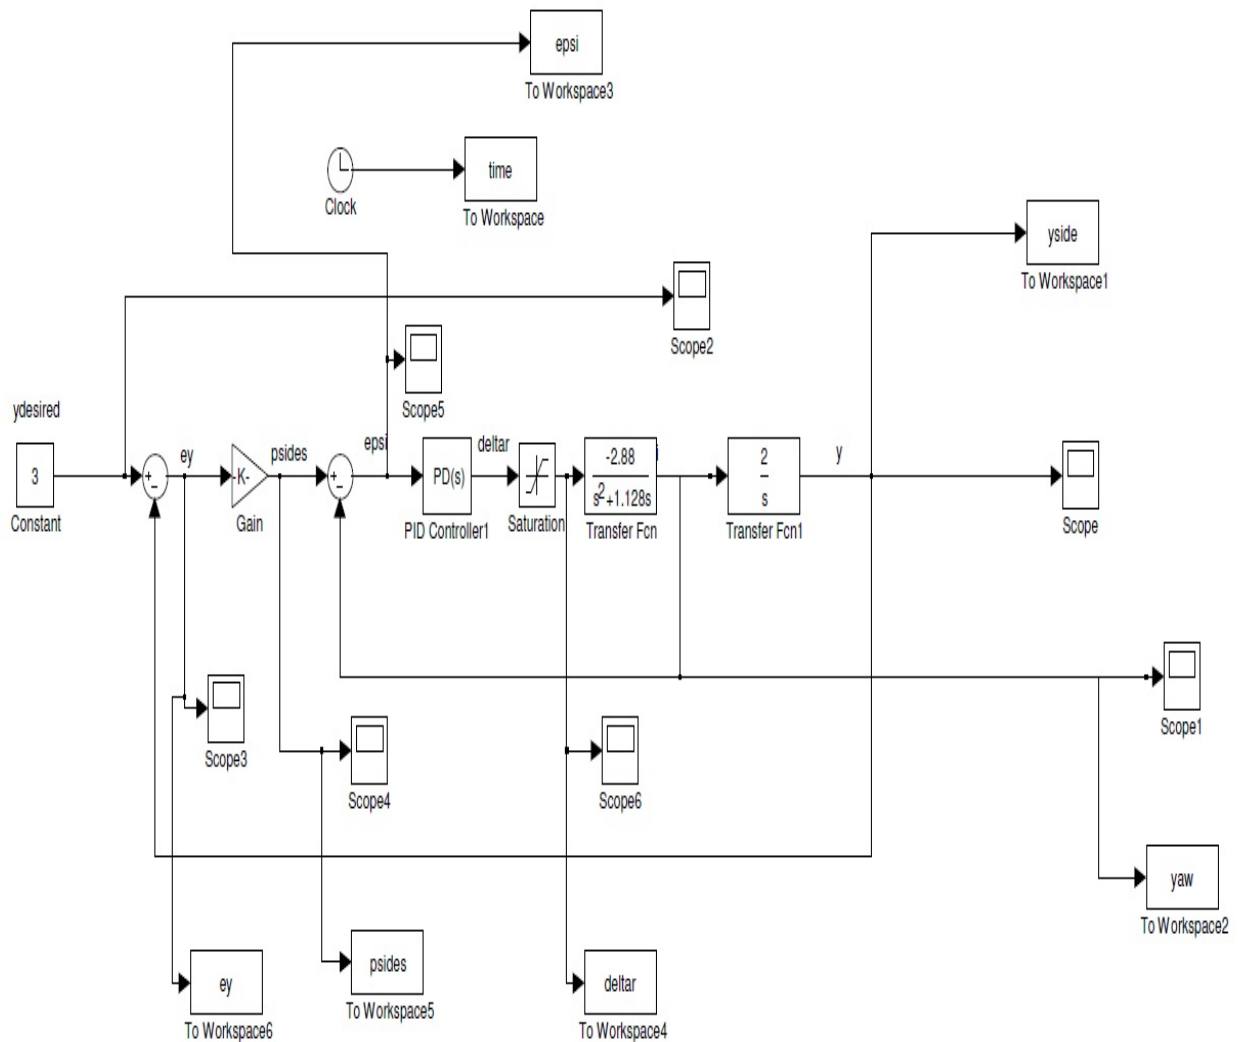 epsi
To Workspace3
time
Clock
To Workspace
yside
To Workspace1
Scope2
Scope5
ydesired
ey
psides
epsi
deltar
y
3
+
-
-K-
+
-
PD(s)
-2.88
s²+1.128s
i
2
s
Constant
Gain
PID Controller1
Saturation
Transfer Fcn
Transfer Fcn1
Scope
Scope3
Scope4
Scope6
Scope1
yaw
To Workspace2
psides
To Workspace5
ey
To Workspace6
deltar
To Workspace4